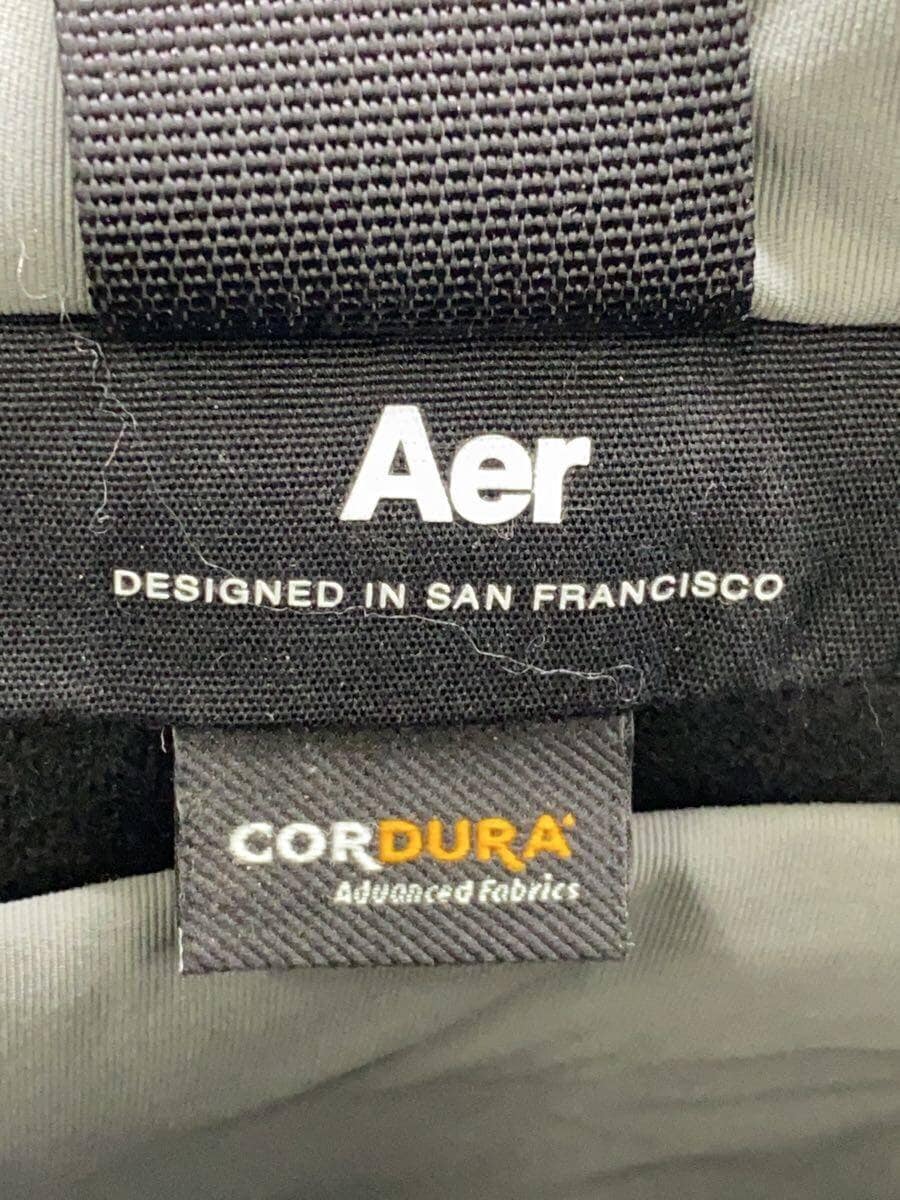 Aer
DESIGNED IN SAN FRANCISCO
CORDURA®
Advanced Fabrics